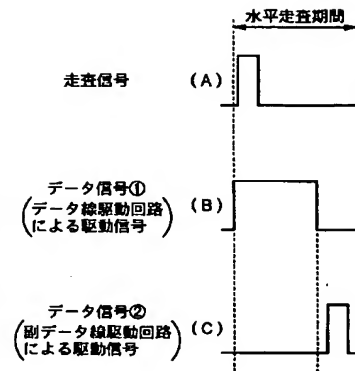 水平走査期間
走査信号 (A)
データ信号①
(データ線駆動回路
による駆動信号) (B)
データ信号②
(副データ線駆動回路
による駆動信号) (C)